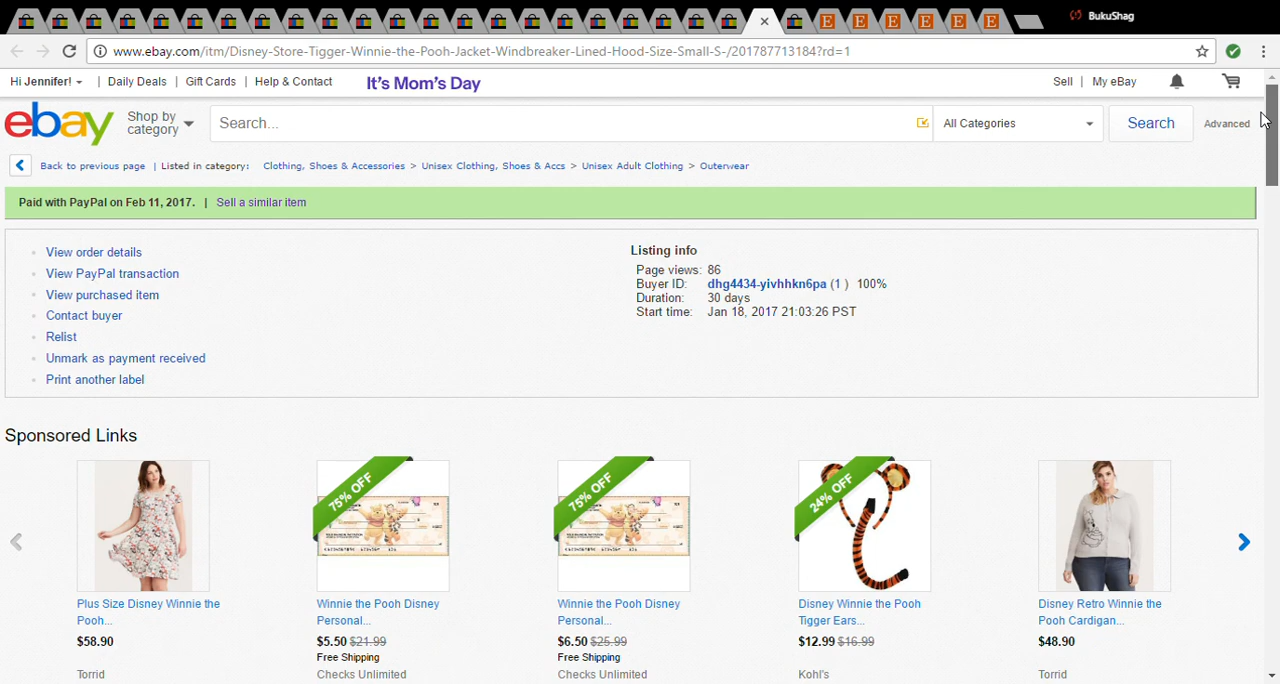 BukuShag
www.ebay.com/itm/Disney-Store-Tigger-Winnie-the-Pooh-Jacket-Windbreaker-Lined-Hood-Size-Small-S-/201787713184?rd=1
Hi Jennifer! | Daily Deals | Gift Cards | Help & Contact It's Mom's Day Sell | My eBay
ebay Shop by category Search... All Categories Search Advanced
Back to previous page | Listed in category: Clothing, Shoes & Accessories > Unisex Clothing, Shoes & Accs > Unisex Adult Clothing > Outerwear
Paid with PayPal on Feb 11, 2017. | Sell a similar item
View order details
View PayPal transaction
View purchased item
Contact buyer
Relist
Unmark as payment received
Print another label
Listing info
Page views: 86
Buyer ID: dhg4434-yivhhkn6pa (1 ) 100%
Duration: 30 days
Start time: Jan 18, 2017 21:03:26 PST
Sponsored Links
75% OFF 75% OFF 24% OFF
Plus Size Disney Winnie the Pooh...
$58.90
Torrid
Winnie the Pooh Disney Personal...
$5.50 $21.99
Free Shipping
Checks Unlimited
Winnie the Pooh Disney Personal...
$6.50 $25.99
Free Shipping
Checks Unlimited
Disney Winnie the Pooh Tigger Ears...
$12.99 $16.99
Kohl's
Disney Retro Winnie the Pooh Cardigan...
$48.90
Torrid